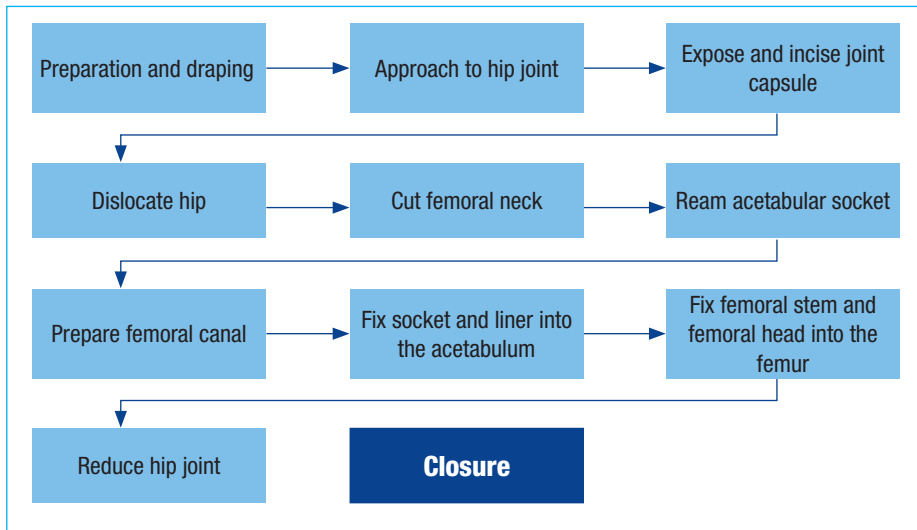 Preparation and draping
Approach to hip joint
Expose and incise joint
capsule
Dislocate hip
Cut femoral neck
Ream acetabular socket
Prepare femoral canal
Fix socket and liner into
the acetabulum
Fix femoral stem and
femoral head into the
femur
Reduce hip joint
Closure